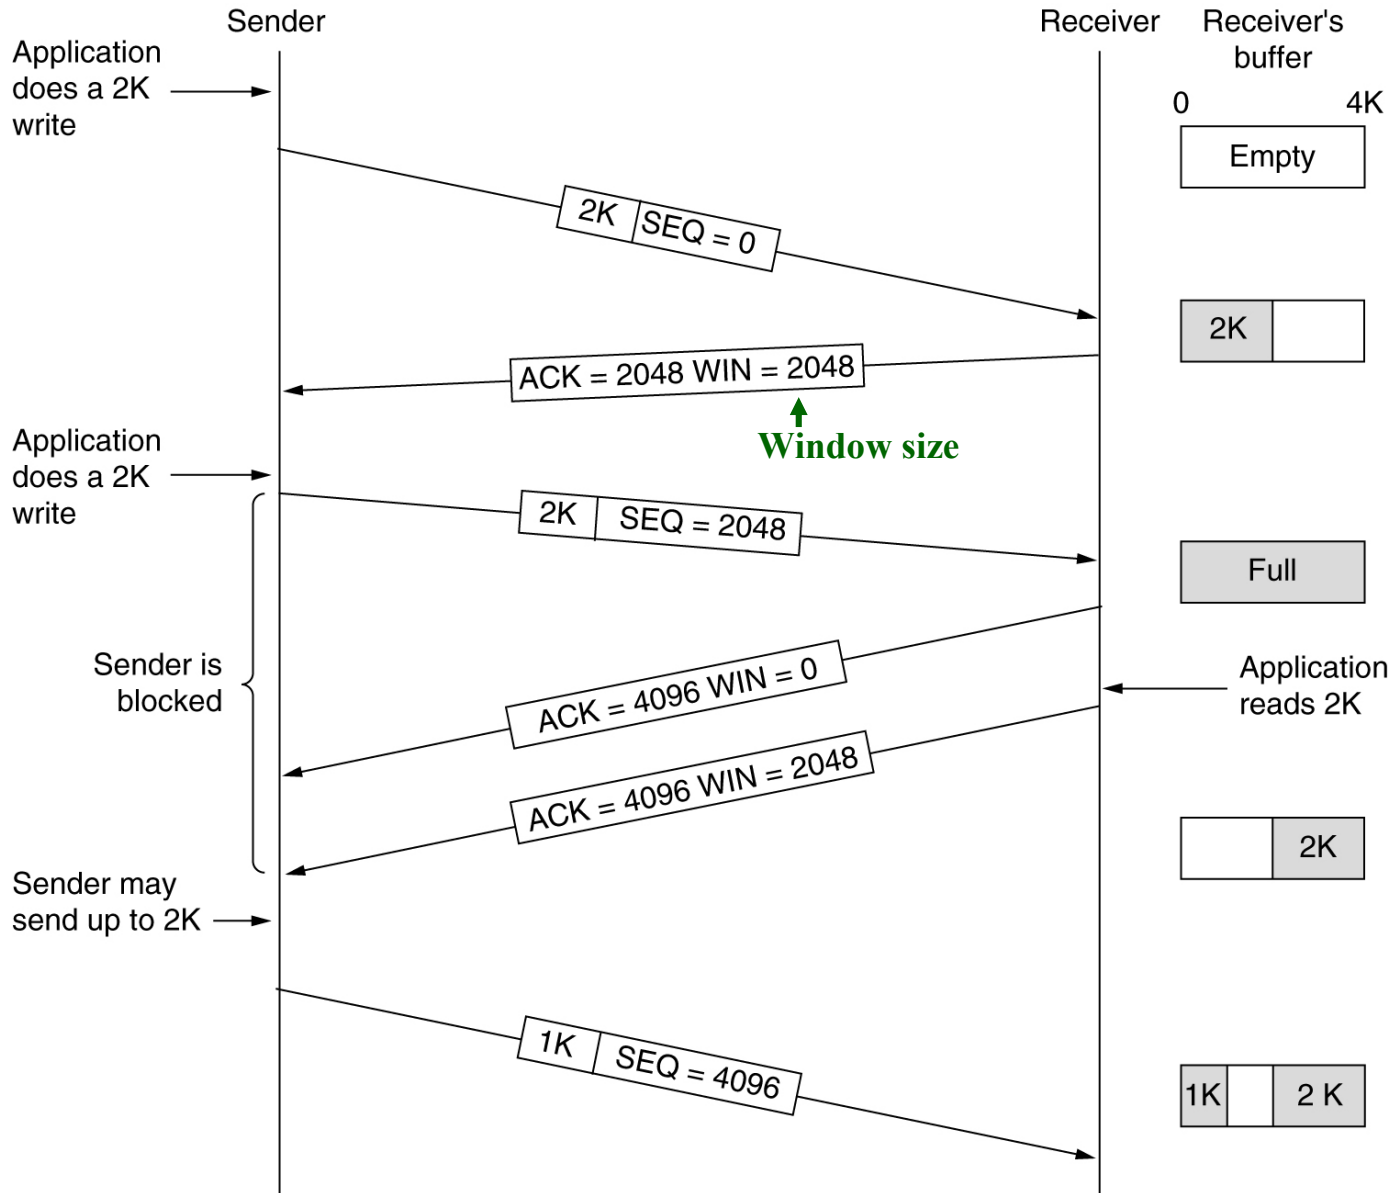 Sender
Receiver
Receiver's
buffer
Application
does a 2K
write
0 4K
Empty
2K SEQ = 0
2K
ACK = 2048 WIN = 2048
Window size
Application
does a 2K
write
2K SEQ = 2048
Full
Sender is
blocked
ACK = 4096 WIN = 0
Application
reads 2K
ACK = 4096 WIN = 2048
2K
Sender may
send up to 2K
1K SEQ = 4096
1K 2 K